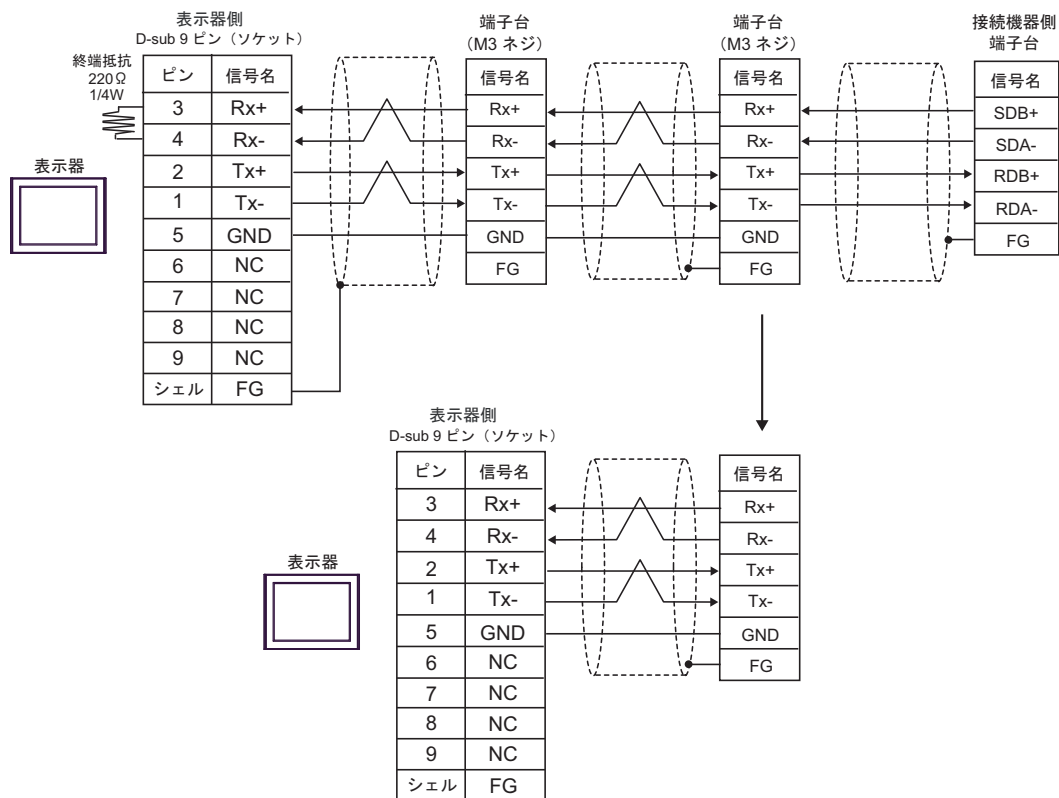 表示器側
D-sub 9 ピン（ソケット）
終端抵抗
220Ω
1/4W
ピン 信号名
3 Rx+
4 Rx-
2 Tx+
1 Tx-
5 GND
6 NC
7 NC
8 NC
9 NC
シェル FG
表示器
端子台
(M3 ネジ)
信号名
Rx+
Rx-
Tx+
Tx-
GND
FG
端子台
(M3 ネジ)
信号名
Rx+
Rx-
Tx+
Tx-
GND
FG
接続機器側
端子台
信号名
SDB+
SDA-
RDB+
RDA-
FG
表示器側
D-sub 9 ピン（ソケット）
ピン 信号名
3 Rx+
4 Rx-
2 Tx+
1 Tx-
5 GND
6 NC
7 NC
8 NC
9 NC
シェル FG
表示器
信号名
Rx+
Rx-
Tx+
Tx-
GND
FG